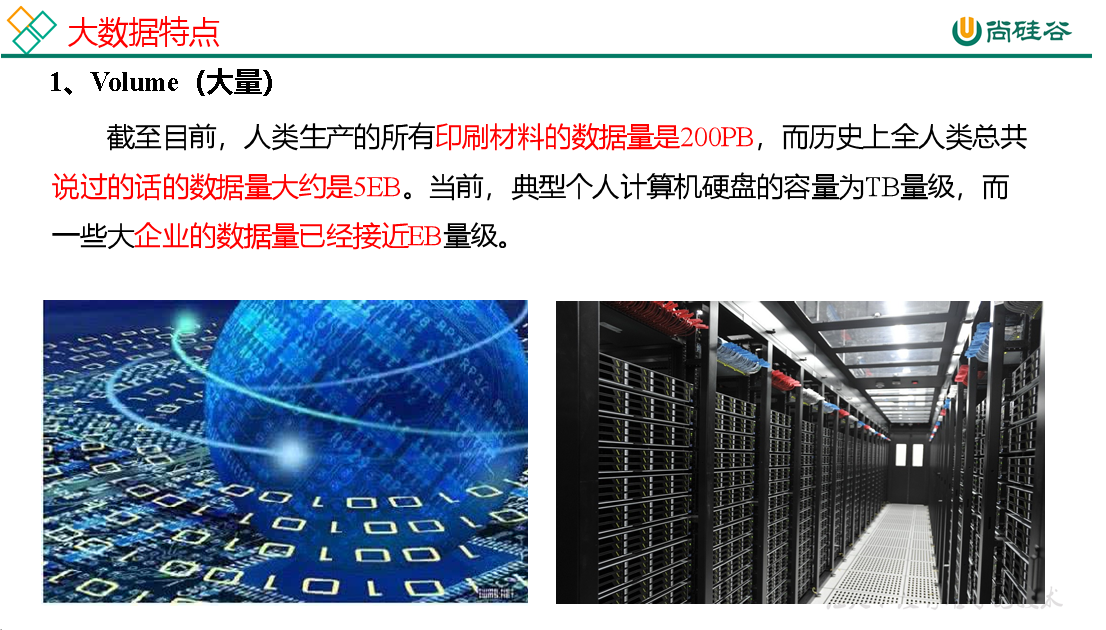 大数据特点
尚硅谷
1、Volume（大量）
截至目前，人类生产的所有印刷材料的数据量是200PB，而历史上全人类总共
说过的话的数据量大约是5EB。当前，典型个人计算机硬盘的容量为TB量级，而
一些大企业的数据量已经接近EB量级。